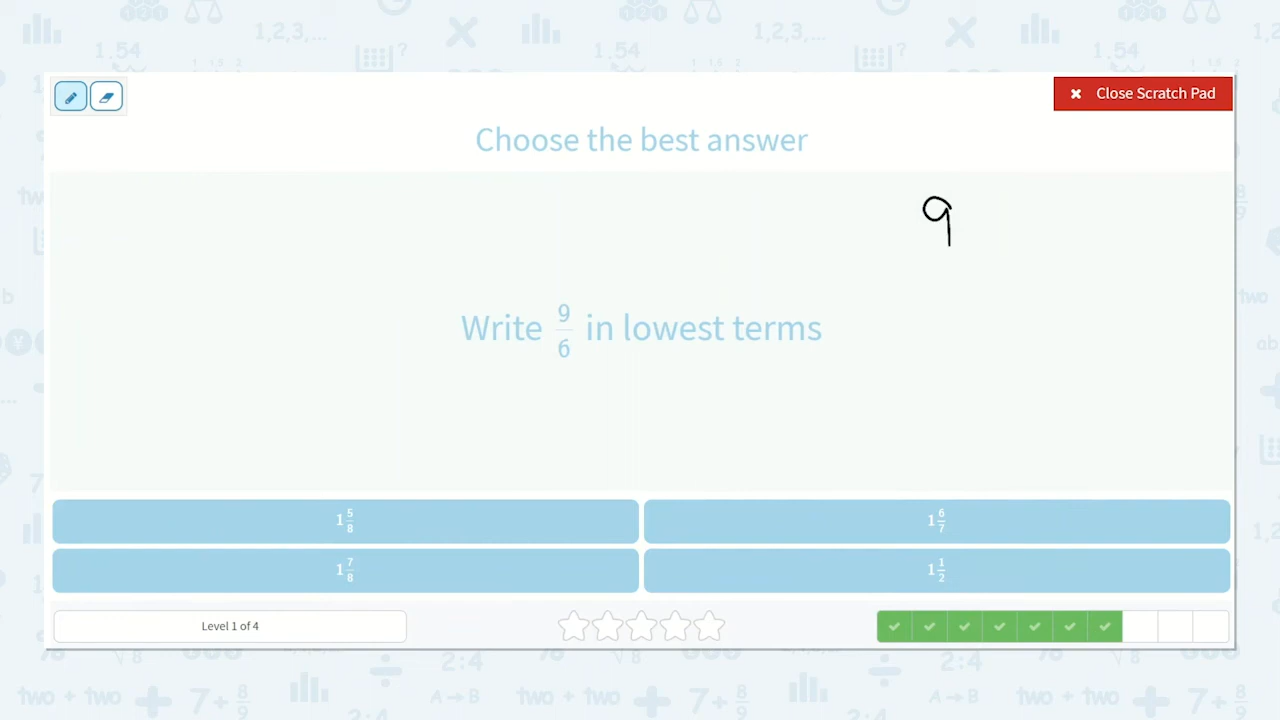 Close Scratch Pad
Choose the best answer
9
Write 9/6 in lowest terms
1 5/8
1 6/7
1 7/8
1 1/2
Level 1 of 4